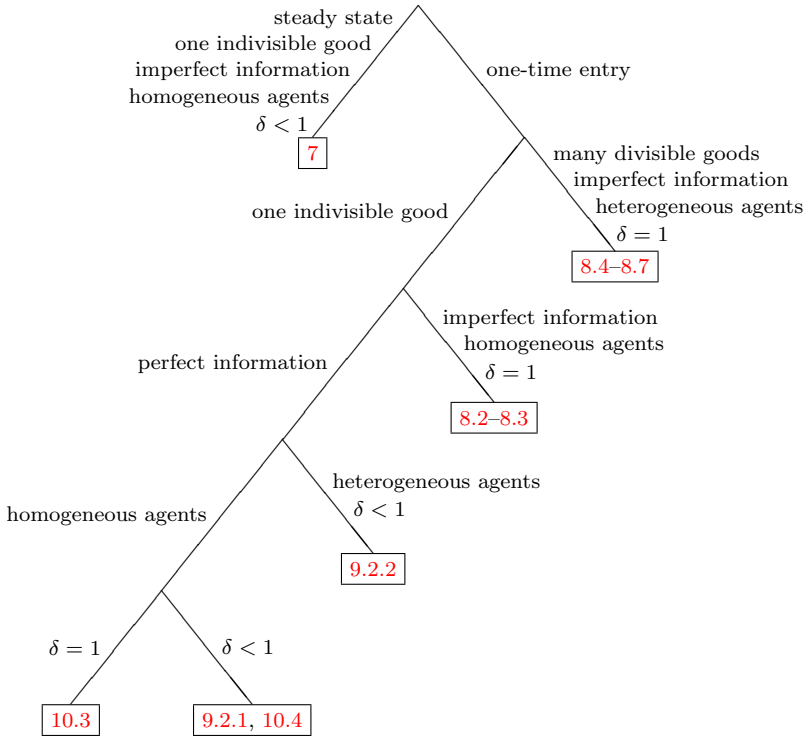 steady state
one indivisible good
imperfect information
homogeneous agents
δ < 1
7
one-time entry
many divisible goods
imperfect information
heterogeneous agents
δ = 1
8.4–8.7
one indivisible good
imperfect information
homogeneous agents
δ = 1
8.2–8.3
perfect information
heterogeneous agents
δ < 1
9.2.2
homogeneous agents
δ = 1
10.3
δ < 1
9.2.1, 10.4